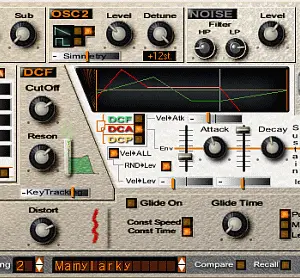 Sub OSC2 Level Detune NOISE Level
Filter
HP LP
Simmetry +12st
DCF
CutOff
DCF Vel+Atk
DCA
DCP Attack Decay
Reson Env
Vel+ALL
RND+Lev
KeyTracking Vel+Lev
Distort Glide On Glide Time
Const Speed
Const Time
2 Mamylarky Compare Recall